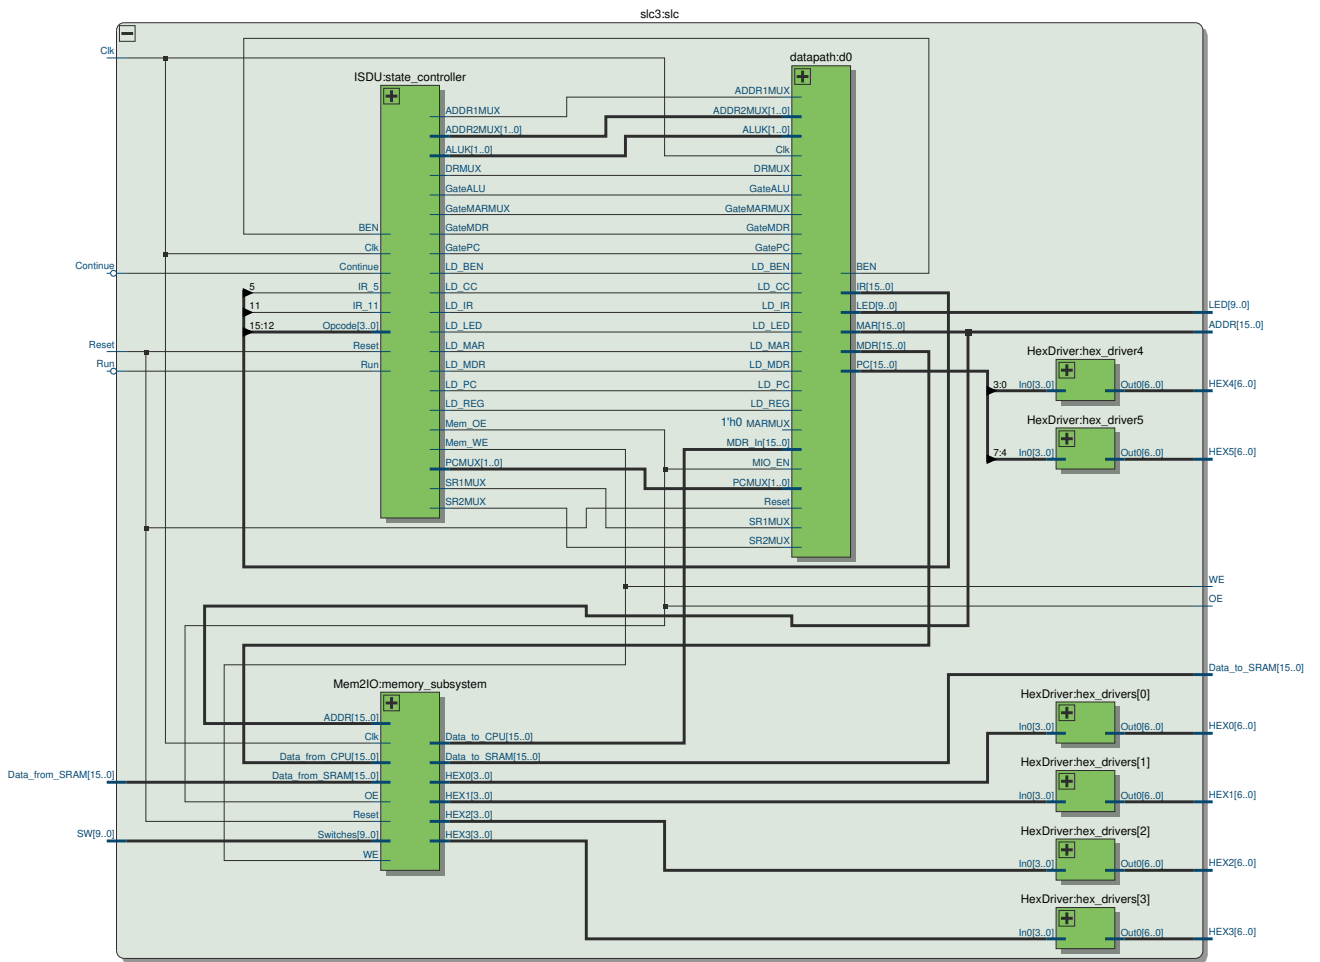 slc3:slc
Clk
ISDU:state_controller
datapath:d0
ADDR1MUX
ADDR2MUX[1..0]
ALUK[1..0]
DRMUX
GateALU
GateMARMUX
GateMDR
GatePC
LD_BEN
LD_CC
LD_IR
LD_LED
LD_MAR
LD_MDR
LD_PC
LD_REG
Mem_OE
Mem_WE
PCMUX[1..0]
SR1MUX
SR2MUX
BEN
Clk
Continue
IR_5
IR_11
Opcode[3..0]
Reset
Run
5
11
15:12
Continue
Reset
Run
ADDR1MUX
ADDR2MUX[1..0]
ALUK[1..0]
Clk
DRMUX
GateALU
GateMARMUX
GateMDR
GatePC
LD_BEN
LD_CC
LD_IR
LD_LED
LD_MAR
LD_MDR
LD_PC
LD_REG
1'h0 MARMUX
MDR_In[15..0]
MIO_EN
PCMUX[1..0]
Reset
SR1MUX
SR2MUX
BEN
IR[15..0]
LED[9..0]
MAR[15..0]
MDR[15..0]
PC[15..0]
LED[9..0]
ADDR[15..0]
HexDriver:hex_driver4
3:0
In0[3..0]
Out0[6..0]
HEX4[6..0]
HexDriver:hex_driver5
7:4
In0[3..0]
Out0[6..0]
HEX5[6..0]
WE
OE
Data_to_SRAM[15..0]
Mem2IO:memory_subsystem
ADDR[15..0]
Clk
Data_from_CPU[15..0]
Data_from_SRAM[15..0]
OE
Reset
Switches[9..0]
WE
Data_from_SRAM[15..0]
SW[9..0]
Data_to_CPU[15..0]
Data_to_SRAM[15..0]
HEX0[3..0]
HEX1[3..0]
HEX2[3..0]
HEX3[3..0]
HexDriver:hex_drivers[0]
In0[3..0]
Out0[6..0]
HEX0[6..0]
HexDriver:hex_drivers[1]
In0[3..0]
Out0[6..0]
HEX1[6..0]
HexDriver:hex_drivers[2]
In0[3..0]
Out0[6..0]
HEX2[6..0]
HexDriver:hex_drivers[3]
In0[3..0]
Out0[6..0]
HEX3[6..0]